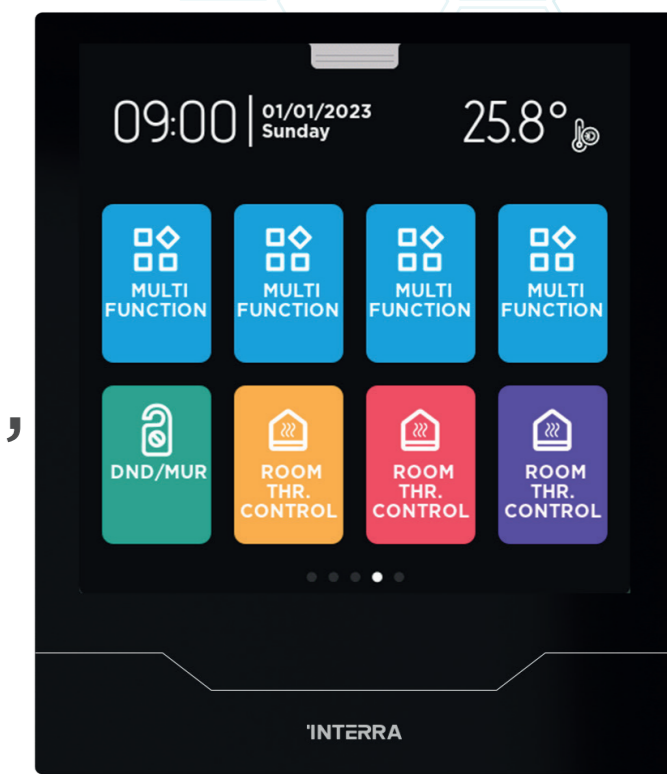 ,
09:00
01/01/2023
Sunday
25.8°
MULTI
FUNCTION
MULTI
FUNCTION
MULTI
FUNCTION
MULTI
FUNCTION
DND/MUR
ROOM
THR.
CONTROL
ROOM
THR.
CONTROL
ROOM
THR.
CONTROL
INTERRA